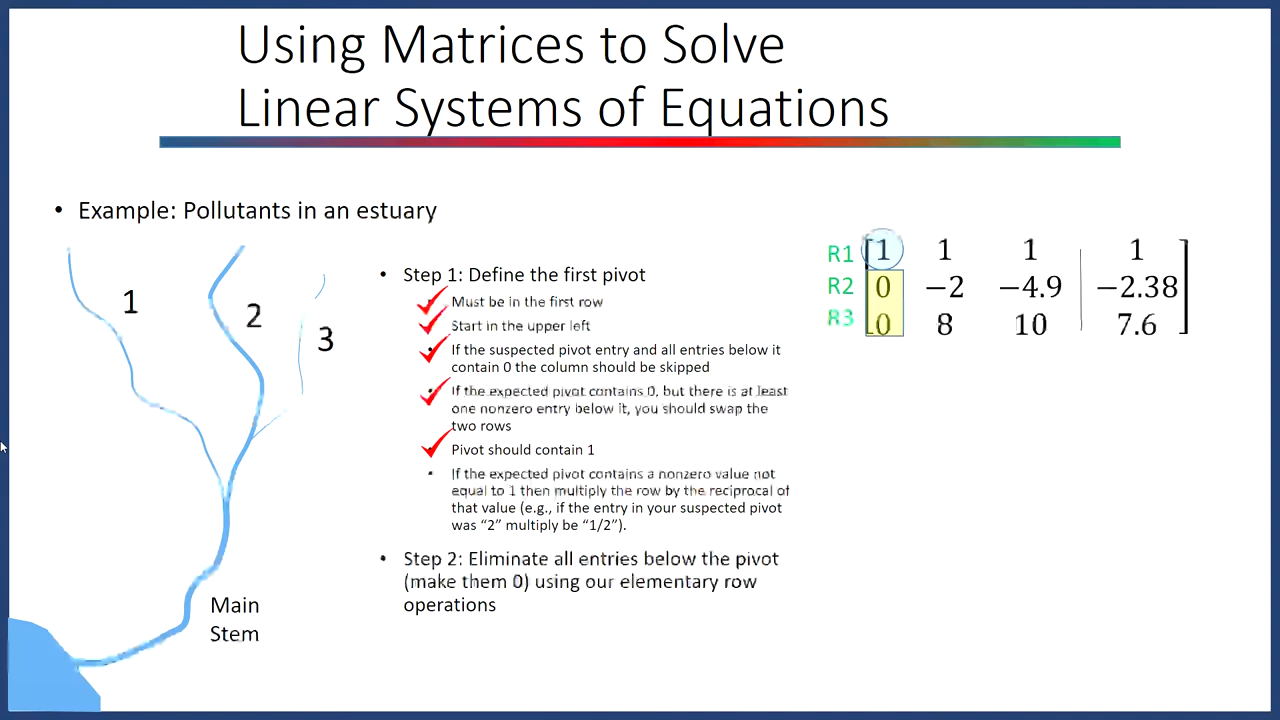 Using Matrices to Solve
Linear Systems of Equations
• Example: Pollutants in an estuary
1
2
3
Main
Stem
• Step 1: Define the first pivot
Must be in the first row
Start in the upper left
If the suspected pivot entry and all entries below it
contain 0 the column should be skipped
If the expected pivot contains 0, but there is at least
one nonzero entry below it, you should swap the
two rows
Pivot should contain 1
▪ If the expected pivot contains a nonzero value not
equal to 1 then multiply the row by the reciprocal of
that value (e.g., if the entry in your suspected pivot
was “2” multiply be “1/2”).
• Step 2: Eliminate all entries below the pivot
(make them 0) using our elementary row
operations
R1 1 1 1 1
R2 0 −2 −4.9 −2.38
R3 0 8 10 7.6